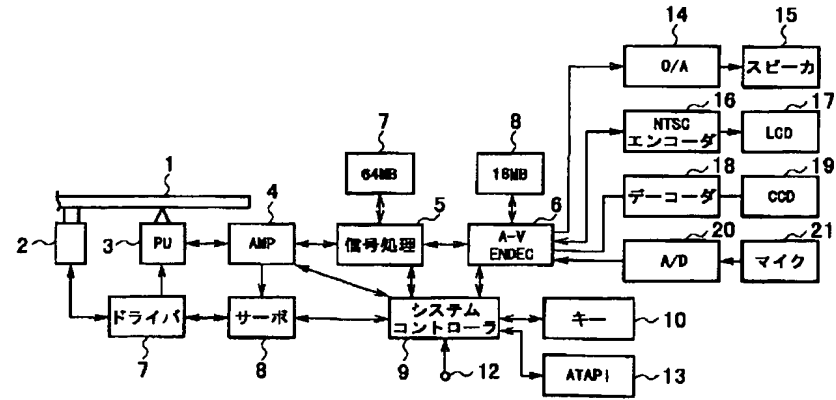 14
15
O/A
スピーカ
16
17
NTSC
エンコーダ
LCD
7
8
18
19
64MB
16MB
デーコーダ
CCD
1
4
5
6
20
21
2
3
PU
AMP
信号処理
A-V
ENDEC
A/D
マイク
ドライバ
サーボ
システム
コントローラ
キー
10
7
8
9
12
ATAPI
13